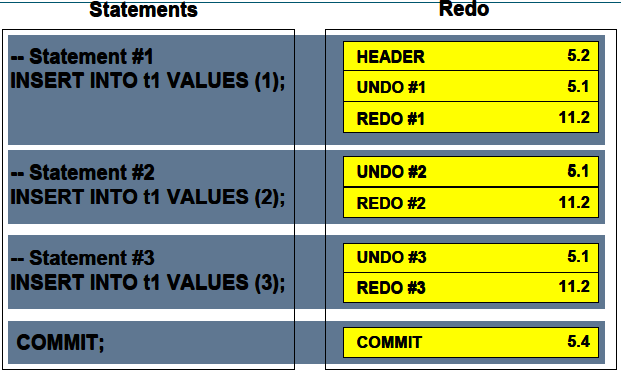 Statements
Redo
-- Statement #1
INSERT INTO t1 VALUES (1);
HEADER 5.2
UNDO #1 5.1
REDO #1 11.2
-- Statement #2
INSERT INTO t1 VALUES (2);
UNDO #2 5.1
REDO #2 11.2
-- Statement #3
INSERT INTO t1 VALUES (3);
UNDO #3 5.1
REDO #3 11.2
COMMIT;
COMMIT 5.4